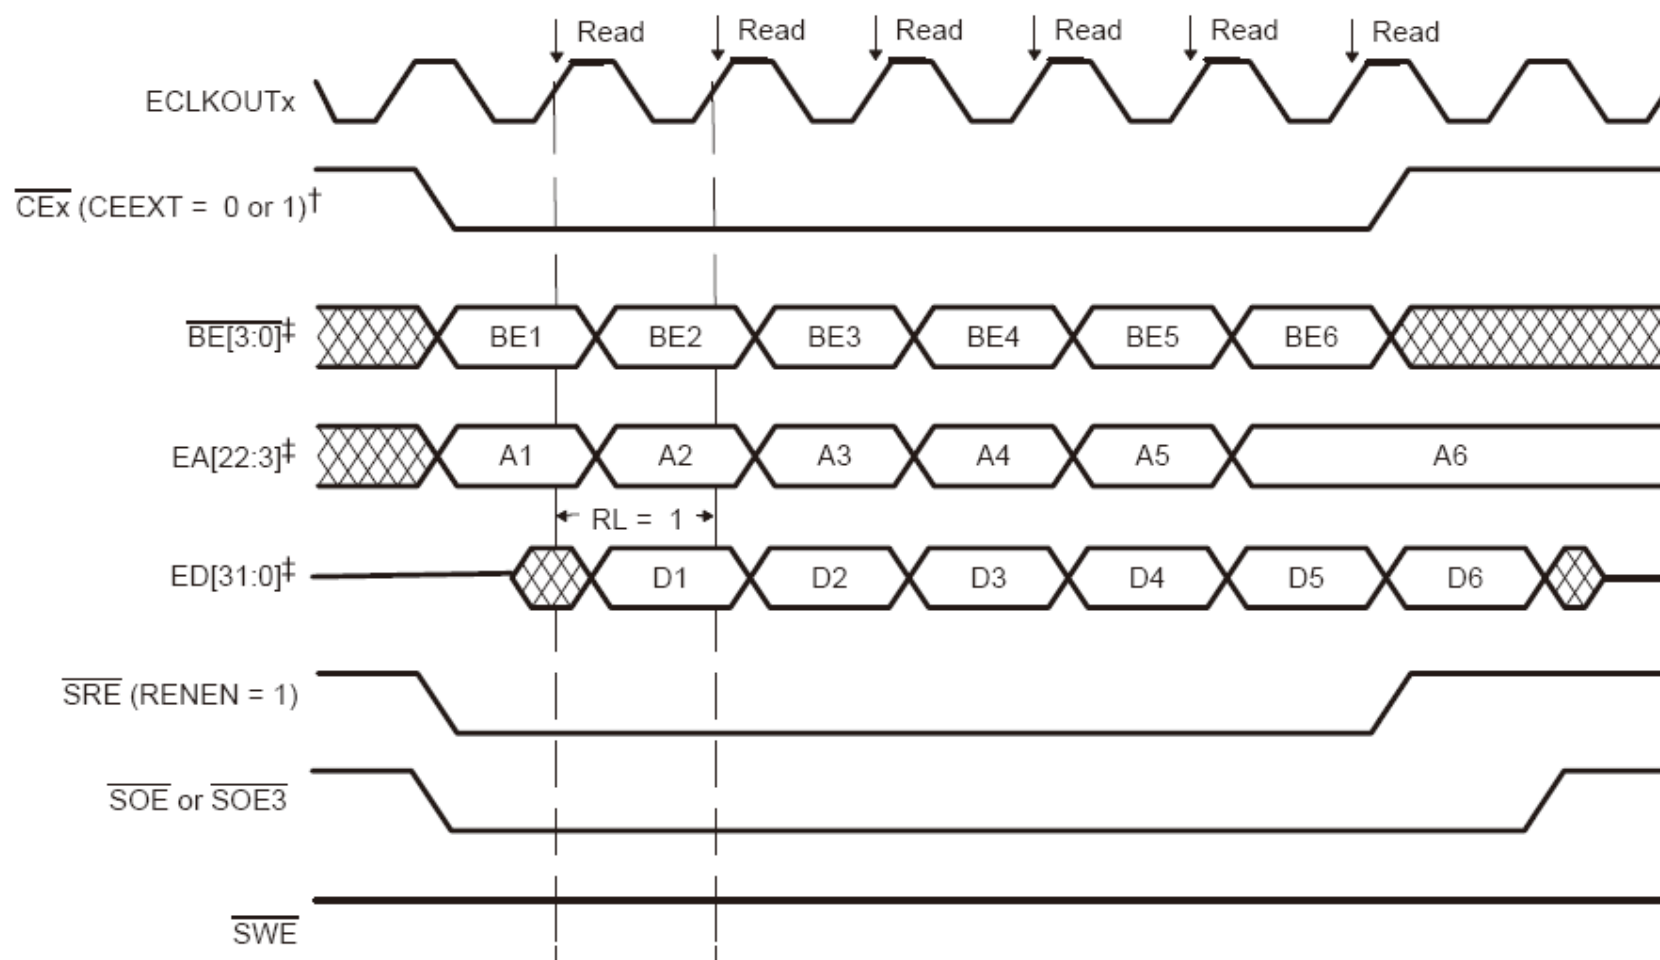 Read Read Read Read Read Read
ECLKOUTx
CEx (CEEXT = 0 or 1)†
BE[3:0]‡ BE1 BE2 BE3 BE4 BE5 BE6
EA[22:3]‡ A1 A2 A3 A4 A5 A6
RL = 1
ED[31:0]‡ D1 D2 D3 D4 D5 D6
SRE (RENEN = 1)
SOE or SOE3
SWE